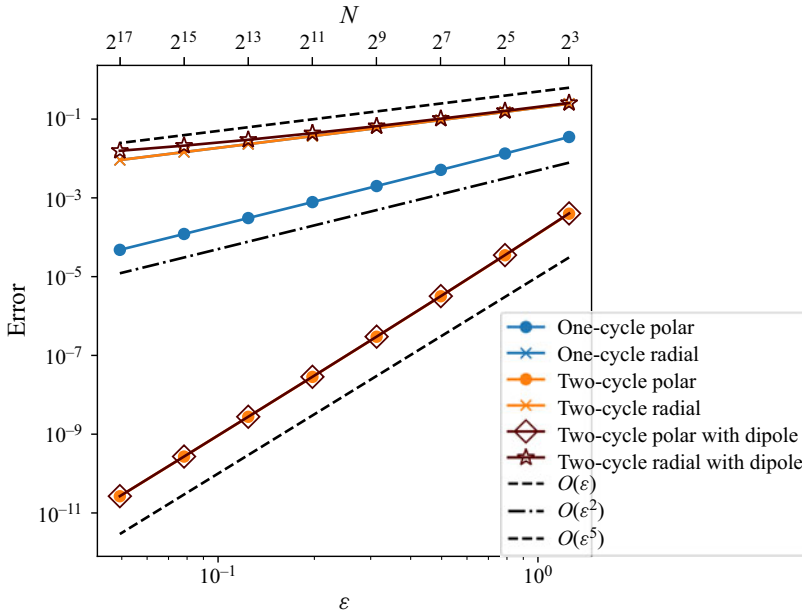 N
2^17 2^15 2^13 2^11 2^9 2^7 2^5 2^3
Error
10^−1
10^−3
10^−5
10^−7
10^−9
10^−11
One-cycle polar
One-cycle radial
Two-cycle polar
Two-cycle radial
Two-cycle polar with dipole
Two-cycle radial with dipole
O(ε)
O(ε^2)
O(ε^5)
10^−1 10^0
ε